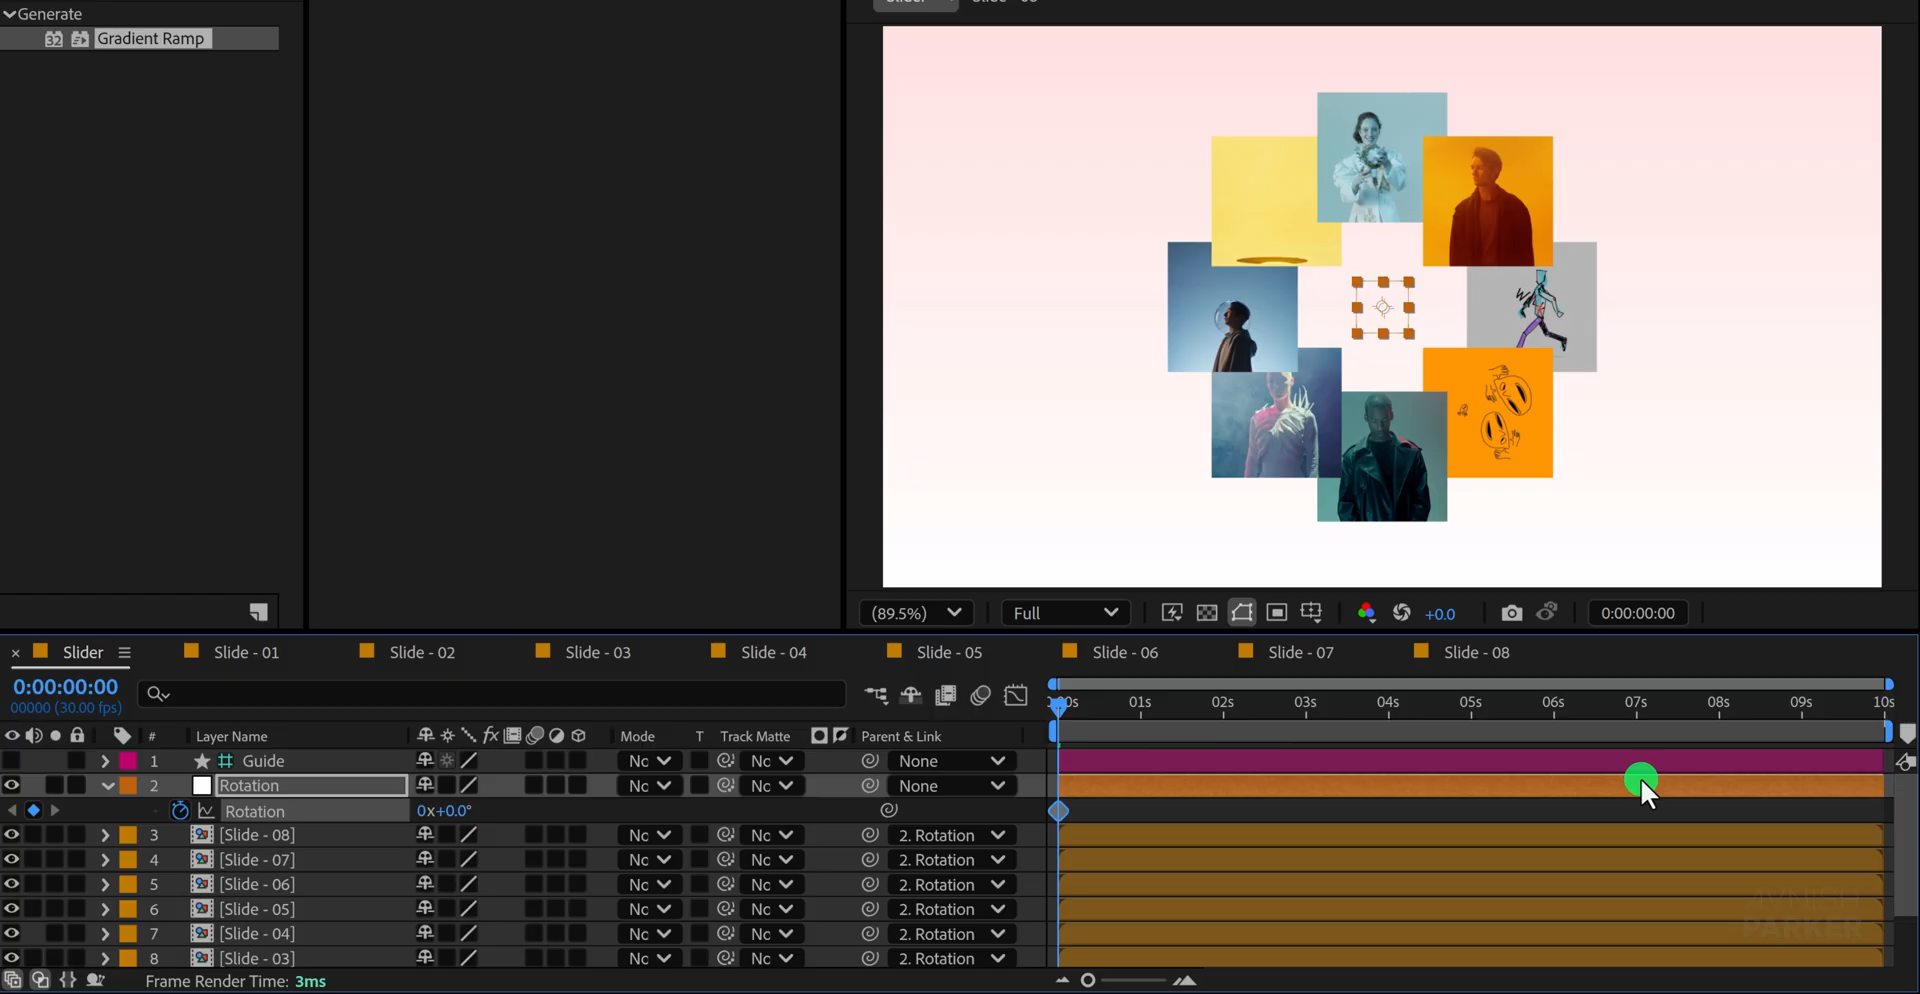 Generate
32 Gradient Ramp
(89.5%) Full +0.0 0:00:00:00
× Slider Slide - 01 Slide - 02 Slide - 03 Slide - 04 Slide - 05 Slide - 06 Slide - 07 Slide - 08
0:00:00:00
00000 (30.00 fps)
01s 02s 03s 04s 05s 06s 07s 08s 09s 10s
# Layer Name fx Mode T Track Matte Parent & Link
1 Guide None
2 Rotation Nc Nc None
Rotation 0x+0.0°
3 [Slide - 08] Nc Nc 2. Rotation
4 [Slide - 07] Nc Nc 2. Rotation
5 [Slide - 06] Nc Nc 2. Rotation
6 [Slide - 05] Nc Nc 2. Rotation
7 [Slide - 04] Nc Nc 2. Rotation
8 [Slide - 03] Nc Nc 2. Rotation
AVNISH
PARKER
Frame Render Time: 3ms